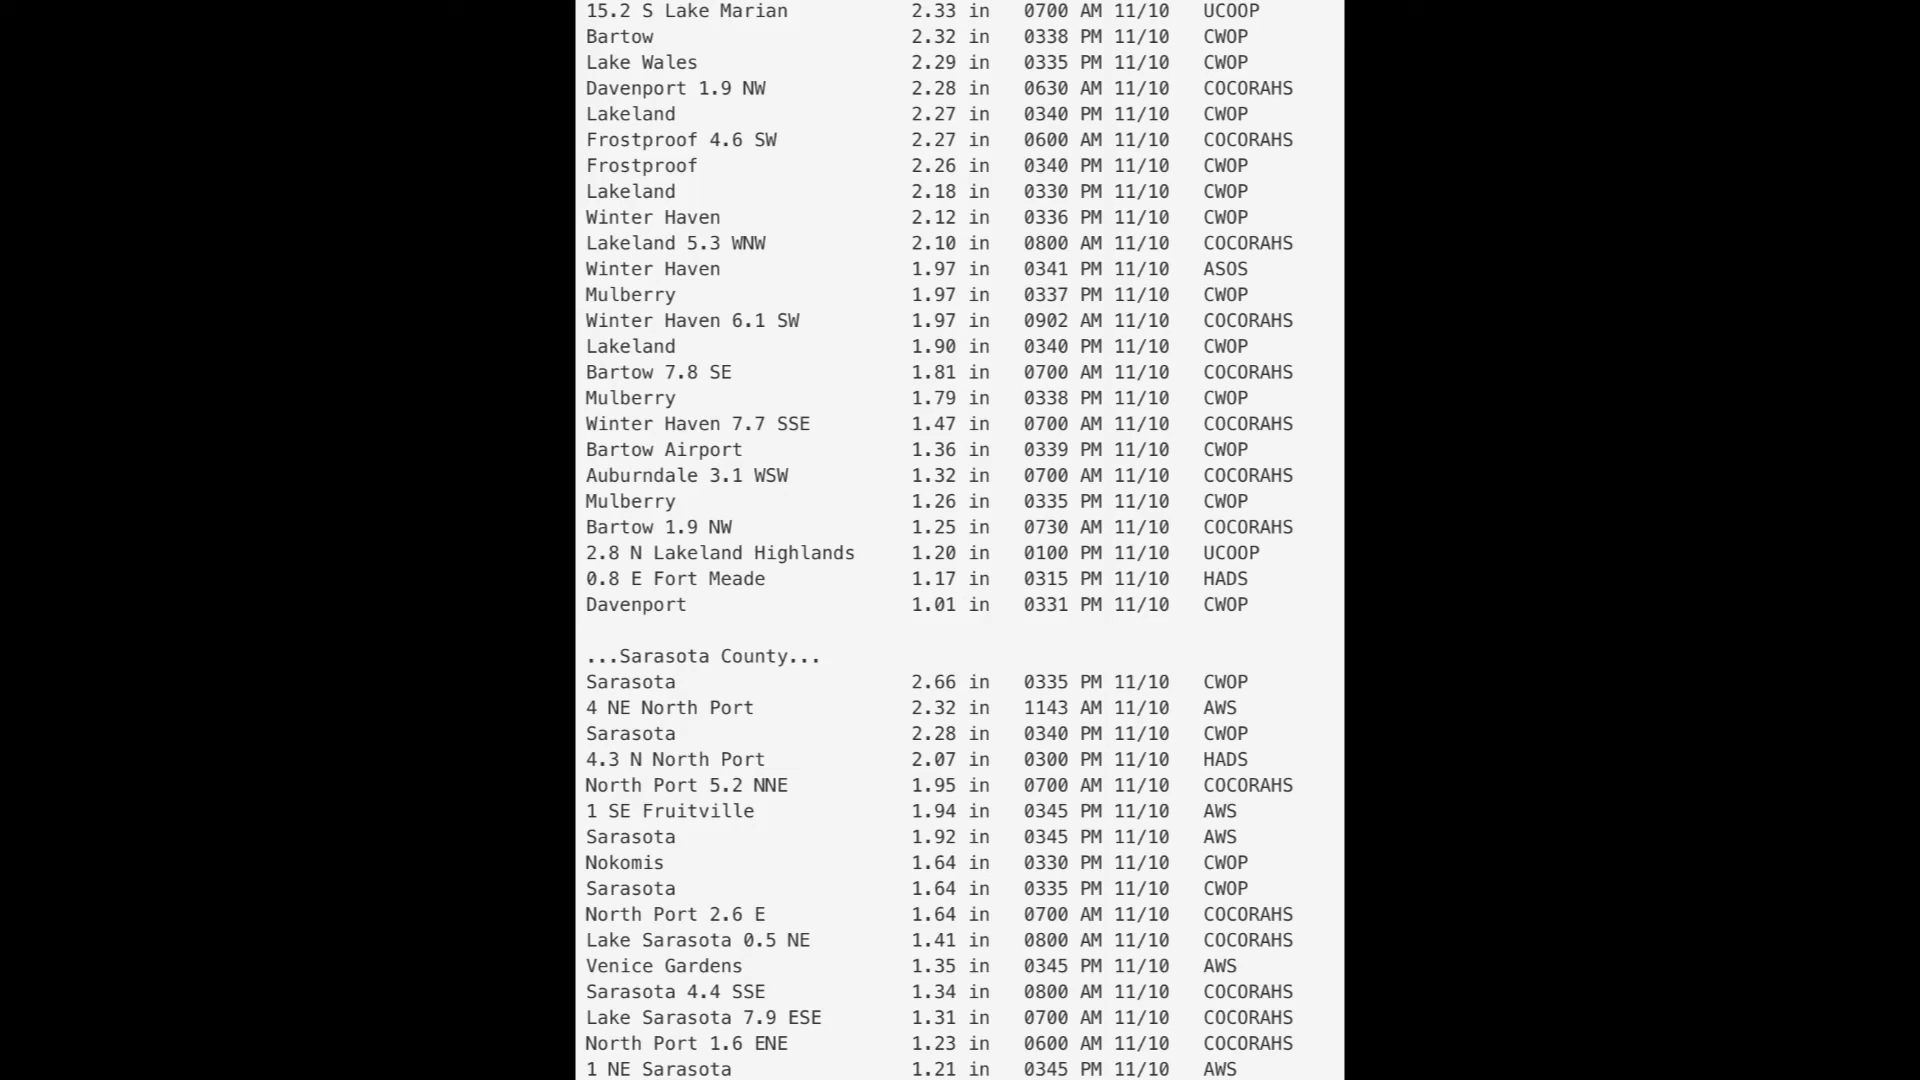 15.2 S Lake Marian 2.33 in 0700 AM 11/10 UCOOP
Bartow 2.32 in 0338 PM 11/10 CWOP
Lake Wales 2.29 in 0335 PM 11/10 CWOP
Davenport 1.9 NW 2.28 in 0630 AM 11/10 COCORAHS
Lakeland 2.27 in 0340 PM 11/10 CWOP
Frostproof 4.6 SW 2.27 in 0600 AM 11/10 COCORAHS
Frostproof 2.26 in 0340 PM 11/10 CWOP
Lakeland 2.18 in 0330 PM 11/10 CWOP
Winter Haven 2.12 in 0336 PM 11/10 CWOP
Lakeland 5.3 WNW 2.10 in 0800 AM 11/10 COCORAHS
Winter Haven 1.97 in 0341 PM 11/10 ASOS
Mulberry 1.97 in 0337 PM 11/10 CWOP
Winter Haven 6.1 SW 1.97 in 0902 AM 11/10 COCORAHS
Lakeland 1.90 in 0340 PM 11/10 CWOP
Bartow 7.8 SE 1.81 in 0700 AM 11/10 COCORAHS
Mulberry 1.79 in 0338 PM 11/10 CWOP
Winter Haven 7.7 SSE 1.47 in 0700 AM 11/10 COCORAHS
Bartow Airport 1.36 in 0339 PM 11/10 CWOP
Auburndale 3.1 WSW 1.32 in 0700 AM 11/10 COCORAHS
Mulberry 1.26 in 0335 PM 11/10 CWOP
Bartow 1.9 NW 1.25 in 0730 AM 11/10 COCORAHS
2.8 N Lakeland Highlands 1.20 in 0100 PM 11/10 UCOOP
0.8 E Fort Meade 1.17 in 0315 PM 11/10 HADS
Davenport 1.01 in 0331 PM 11/10 CWOP
...Sarasota County...
Sarasota 2.66 in 0335 PM 11/10 CWOP
4 NE North Port 2.32 in 1143 AM 11/10 AWS
Sarasota 2.28 in 0340 PM 11/10 CWOP
4.3 N North Port 2.07 in 0300 PM 11/10 HADS
North Port 5.2 NNE 1.95 in 0700 AM 11/10 COCORAHS
1 SE Fruitville 1.94 in 0345 PM 11/10 AWS
Sarasota 1.92 in 0345 PM 11/10 AWS
Nokomis 1.64 in 0330 PM 11/10 CWOP
Sarasota 1.64 in 0335 PM 11/10 CWOP
North Port 2.6 E 1.64 in 0700 AM 11/10 COCORAHS
Lake Sarasota 0.5 NE 1.41 in 0800 AM 11/10 COCORAHS
Venice Gardens 1.35 in 0345 PM 11/10 AWS
Sarasota 4.4 SSE 1.34 in 0800 AM 11/10 COCORAHS
Lake Sarasota 7.9 ESE 1.31 in 0700 AM 11/10 COCORAHS
North Port 1.6 ENE 1.23 in 0600 AM 11/10 COCORAHS
1 NE Sarasota 1.21 in 0345 PM 11/10 AWS